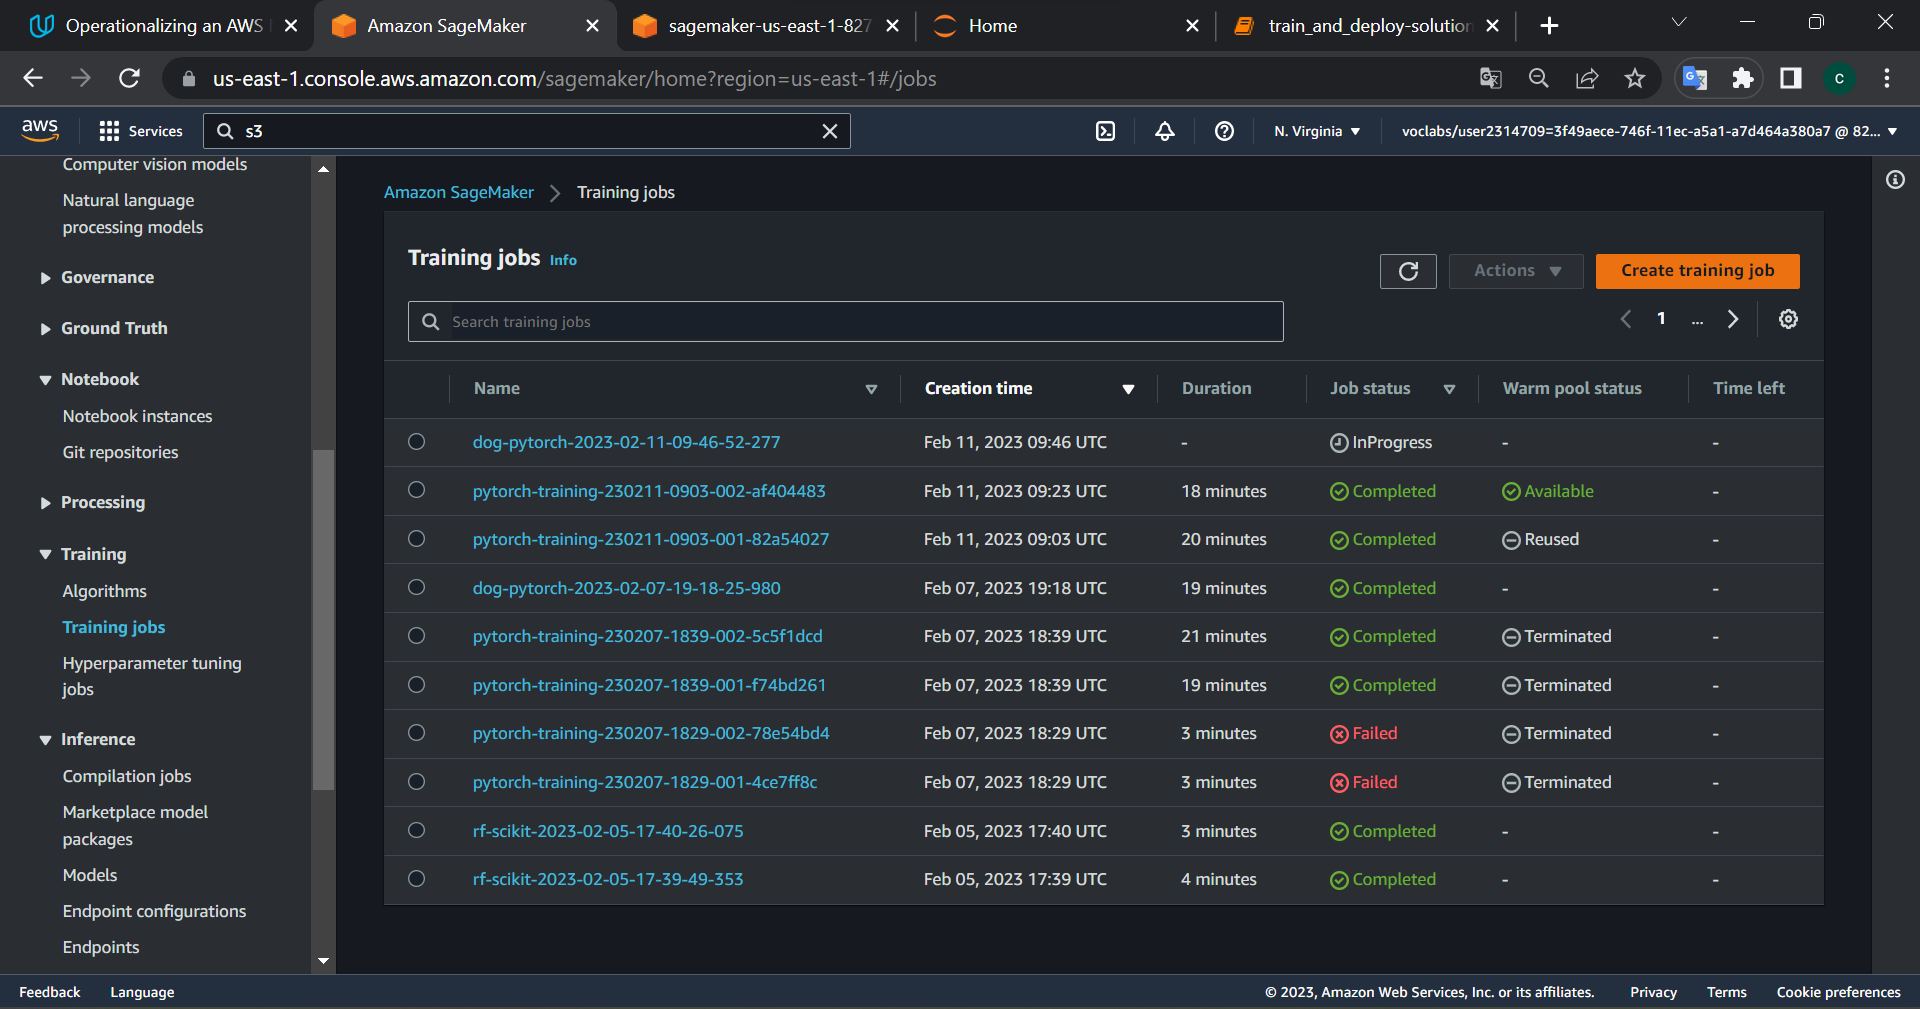 Operationalizing an AWS
Amazon SageMaker
sagemaker-us-east-1-827
Home
train_and_deploy-solution
us-east-1.console.aws.amazon.com/sagemaker/home?region=us-east-1#/jobs
c
aws
Services
s3
N. Virginia
voclabs/user2314709=3f49aece-746f-11ec-a5a1-a7d464a380a7 @ 82...
Computer vision models
Natural language
processing models
Governance
Ground Truth
Notebook
Notebook instances
Git repositories
Processing
Training
Algorithms
Training jobs
Hyperparameter tuning
jobs
Inference
Compilation jobs
Marketplace model
packages
Models
Endpoint configurations
Endpoints
Amazon SageMaker > Training jobs
Training jobs Info
Actions
Create training job
Search training jobs
1 ...
Name Creation time Duration Job status Warm pool status Time left
dog-pytorch-2023-02-11-09-46-52-277 Feb 11, 2023 09:46 UTC - InProgress - -
pytorch-training-230211-0903-002-af404483 Feb 11, 2023 09:23 UTC 18 minutes Completed Available -
pytorch-training-230211-0903-001-82a54027 Feb 11, 2023 09:03 UTC 20 minutes Completed Reused -
dog-pytorch-2023-02-07-19-18-25-980 Feb 07, 2023 19:18 UTC 19 minutes Completed - -
pytorch-training-230207-1839-002-5c5f1dcd Feb 07, 2023 18:39 UTC 21 minutes Completed Terminated -
pytorch-training-230207-1839-001-f74bd261 Feb 07, 2023 18:39 UTC 19 minutes Completed Terminated -
pytorch-training-230207-1829-002-78e54bd4 Feb 07, 2023 18:29 UTC 3 minutes Failed Terminated -
pytorch-training-230207-1829-001-4ce7ff8c Feb 07, 2023 18:29 UTC 3 minutes Failed Terminated -
rf-scikit-2023-02-05-17-40-26-075 Feb 05, 2023 17:40 UTC 3 minutes Completed - -
rf-scikit-2023-02-05-17-39-49-353 Feb 05, 2023 17:39 UTC 4 minutes Completed - -
Feedback Language © 2023, Amazon Web Services, Inc. or its affiliates. Privacy Terms Cookie preferences